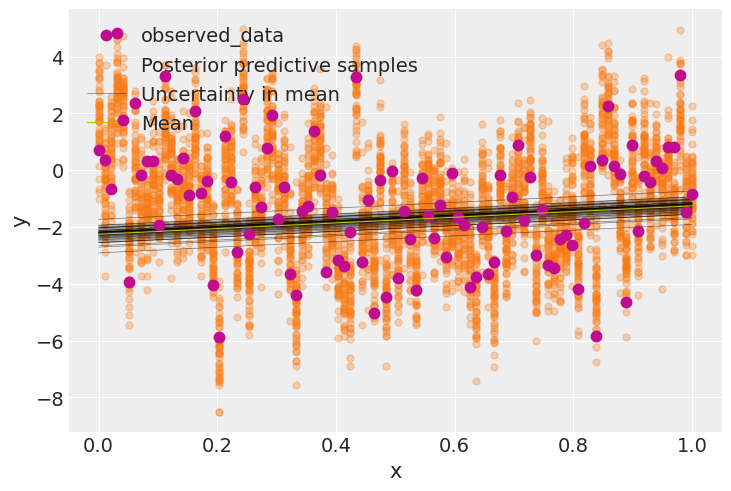 observed_data
Posterior predictive samples
Uncertainty in mean
Mean
4
2
0
−2
−4
−6
−8
y
0.0 0.2 0.4 0.6 0.8 1.0
x